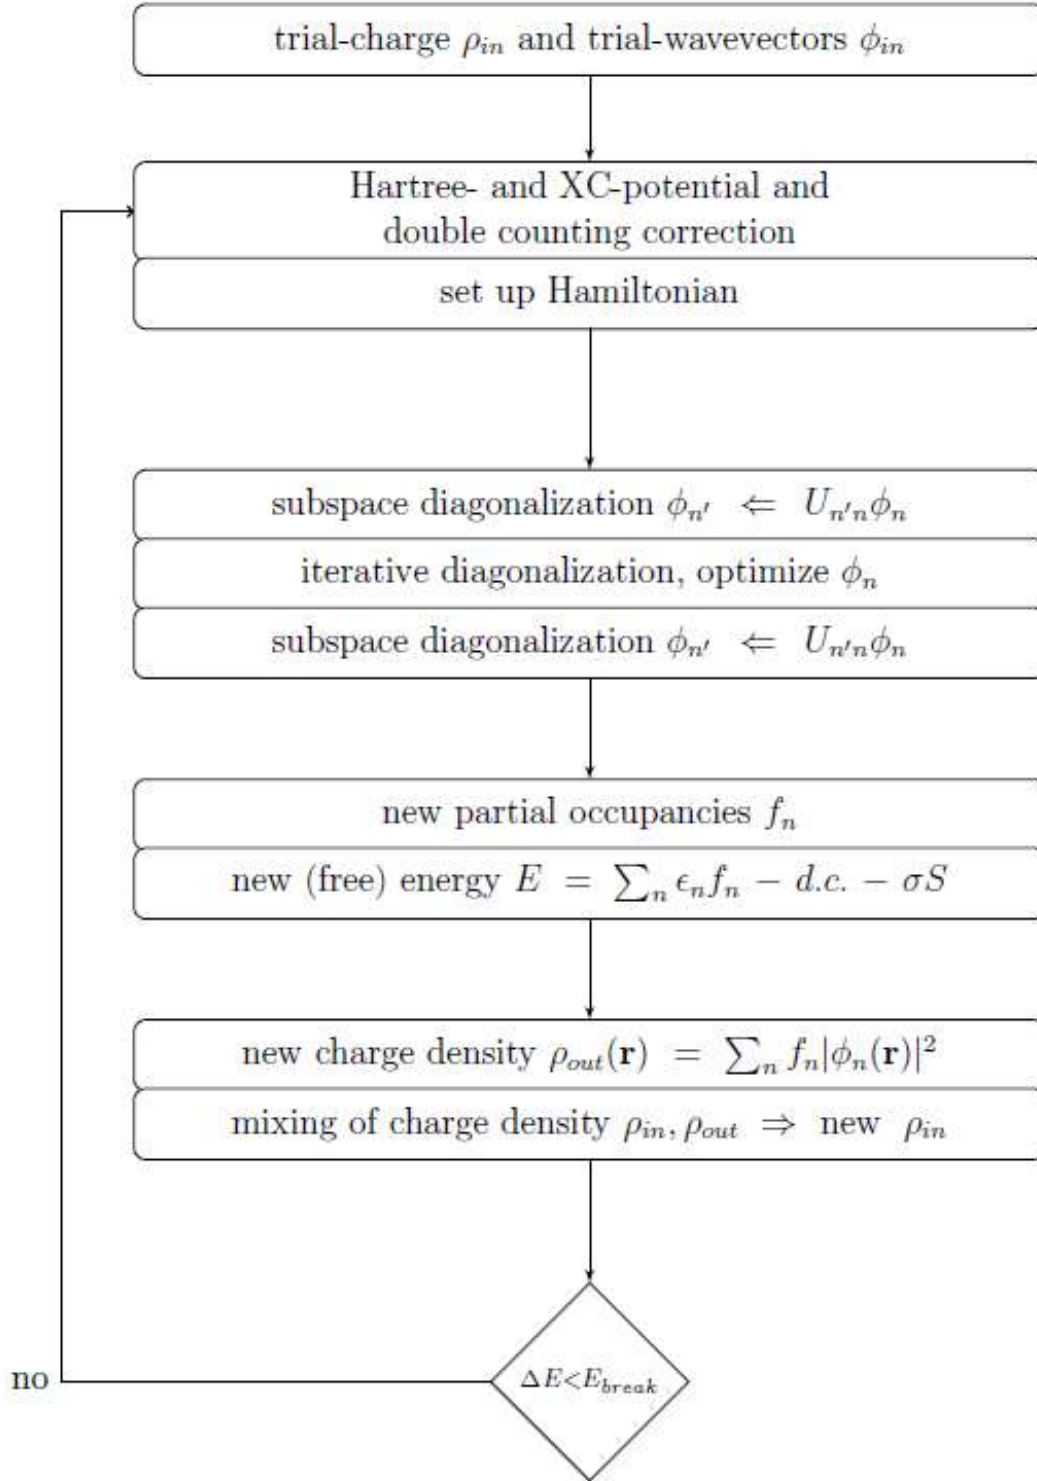 trial-charge ρ_in and trial-wavevectors ϕ_in
Hartree- and XC-potential and
double counting correction
set up Hamiltonian
subspace diagonalization ϕ_n′ ⇐ U_n′n ϕ_n
iterative diagonalization, optimize ϕ_n
subspace diagonalization ϕ_n′ ⇐ U_n′n ϕ_n
new partial occupancies f_n
new (free) energy E = ∑_n ϵ_n f_n − d.c. − σS
new charge density ρ_out(r) = ∑_n f_n|ϕ_n(r)|²
mixing of charge density ρ_in, ρ_out ⇒ new ρ_in
no
ΔE<E_break